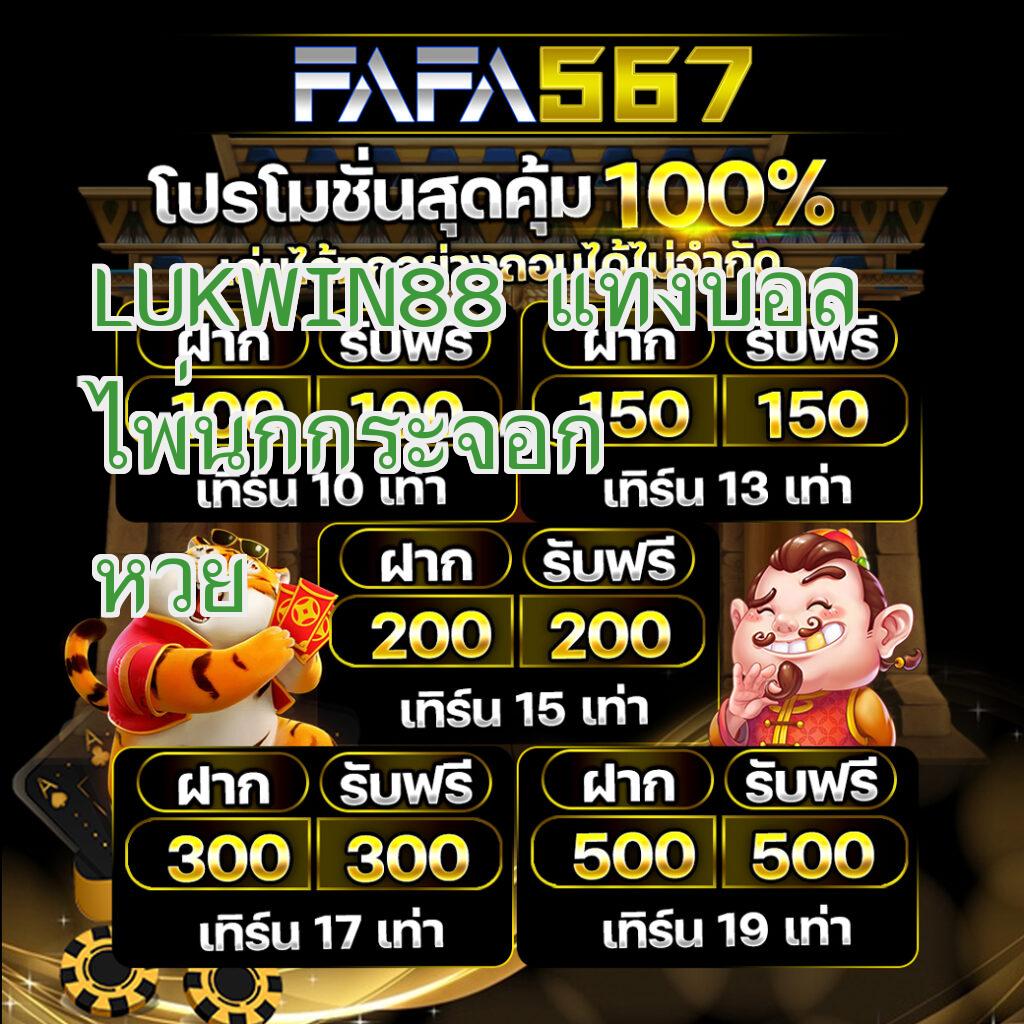 FAFA567
โปรโมชั่นสุดคุ้ม 100%
LUKWIN88 แทงบอล
ฝาก รับฟรี ฝาก รับฟรี
100 100 150 150
ไพ่นกกระจอก
เทิร์น 10 เท่า เทิร์น 13 เท่า
หวย
ฝาก รับฟรี
200 200
เทิร์น 15 เท่า
ฝาก รับฟรี ฝาก รับฟรี
300 300 500 500
เทิร์น 17 เท่า เทิร์น 19 เท่า